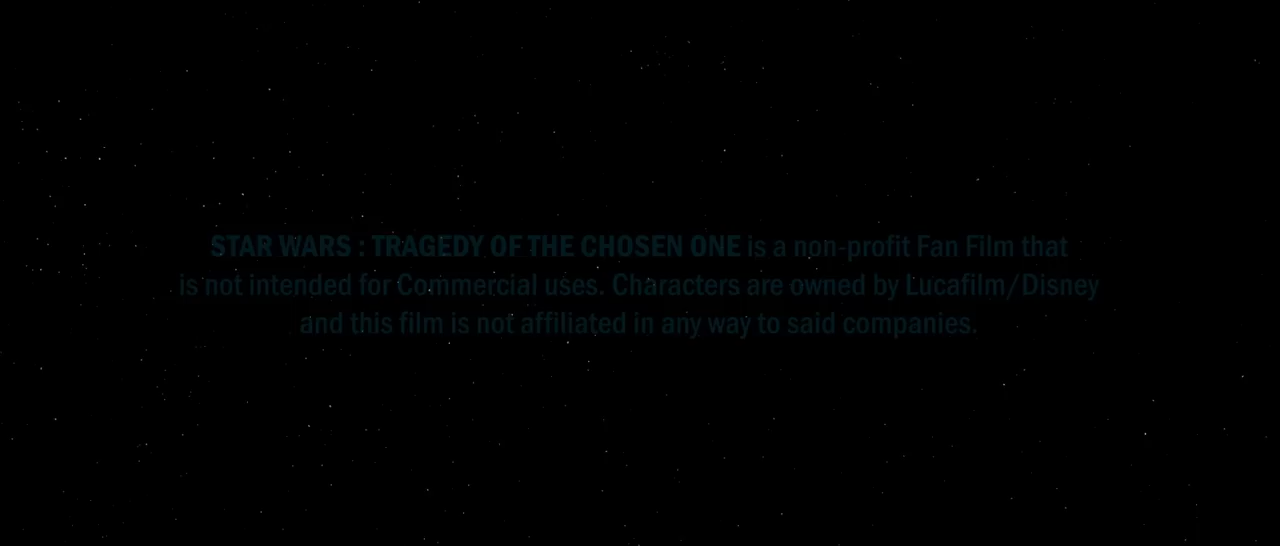 STAR WARS : TRAGEDY OF THE CHOSEN ONE is a non-profit Fan Film that
is not intended for Commercial uses. Characters are owned by Lucafilm/Disney
and this film is not affiliated in any way to said companies.